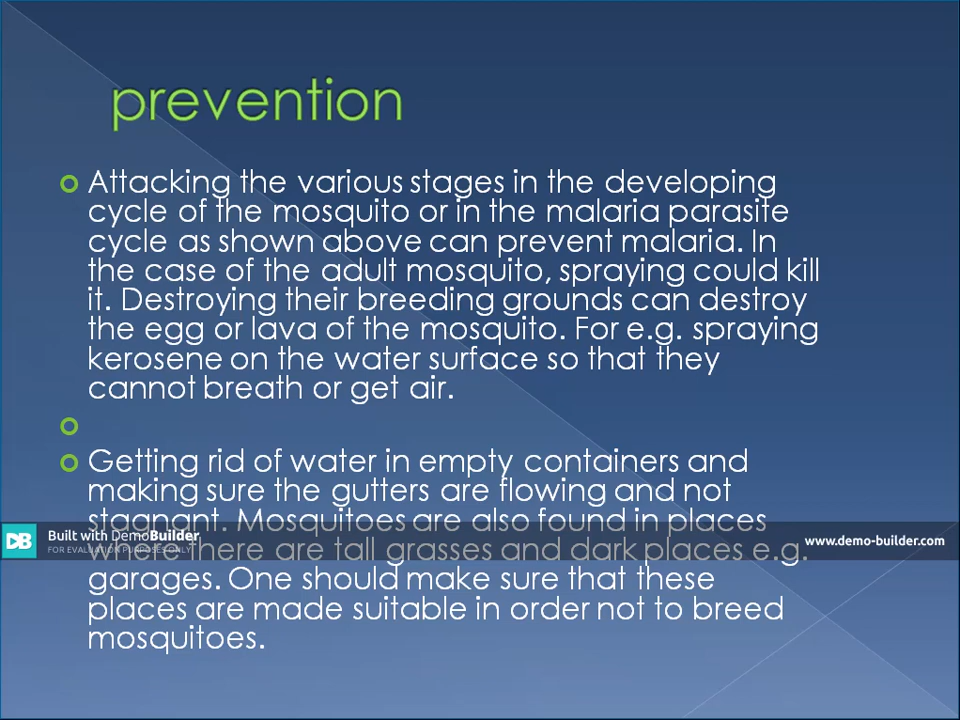 prevention
Attacking the various stages in the developing
cycle of the mosquito or in the malaria parasite
cycle as shown above can prevent malaria. In
the case of the adult mosquito, spraying could kill
it. Destroying their breeding grounds can destroy
the egg or lava of the mosquito. For e.g. spraying
kerosene on the water surface so that they
cannot breath or get air.
Getting rid of water in empty containers and
making sure the gutters are flowing and not
stagnant. Mosquitoes are also found in places
DB Built with DemoBuilder www.demo-builder.com
FOR EVALUATION PURPOSES ONLY
where there are tall grasses and dark places e.g.
garages. One should make sure that these
places are made suitable in order not to breed
mosquitoes.